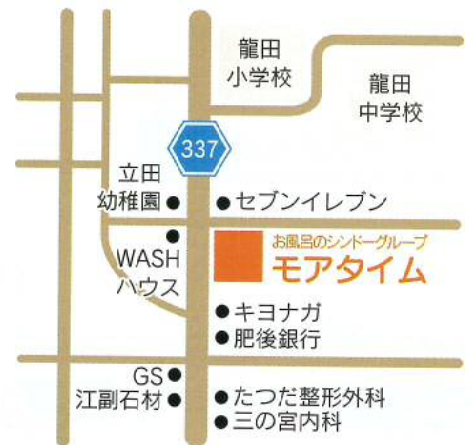 龍田
小学校
龍田
中学校
337
立田
幼稚園
セブンイレブン
WASH
ハウス
お風呂のシンドーグループ
モアタイム
キヨナガ
肥後銀行
GS
江副石材
たつだ整形外科
三の宮内科